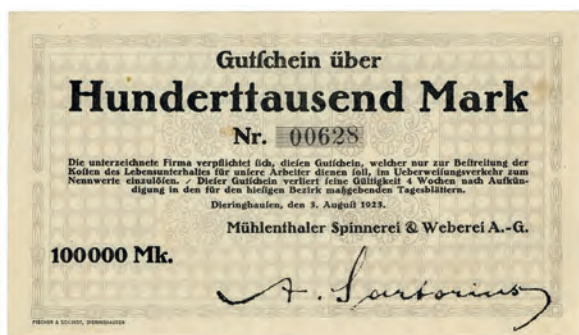 Gutschein über
Hunderttausend Mark
Nr. 00628
Die unterzeichnete Firma verpflichtet sich, diesen Gutschein, welcher nur zur Bestreitung der
Kosten des Lebensunterhaltes für unsere Arbeiter dienen soll, im Ueberweisungsverkehr zum
Nennwerte einzulösen. / Dieser Gutschein verliert seine Gültigkeit 4 Wochen nach Aufkün-
digung in den für den hiesigen Bezirk maßgebenden Tagesblättern.
Dieringhausen, den 3. August 1923.
Mühlenthaler Spinnerei & Weberei A.-G.
100000 Mk.
A. Sartorius
DIERINGHAUSEN